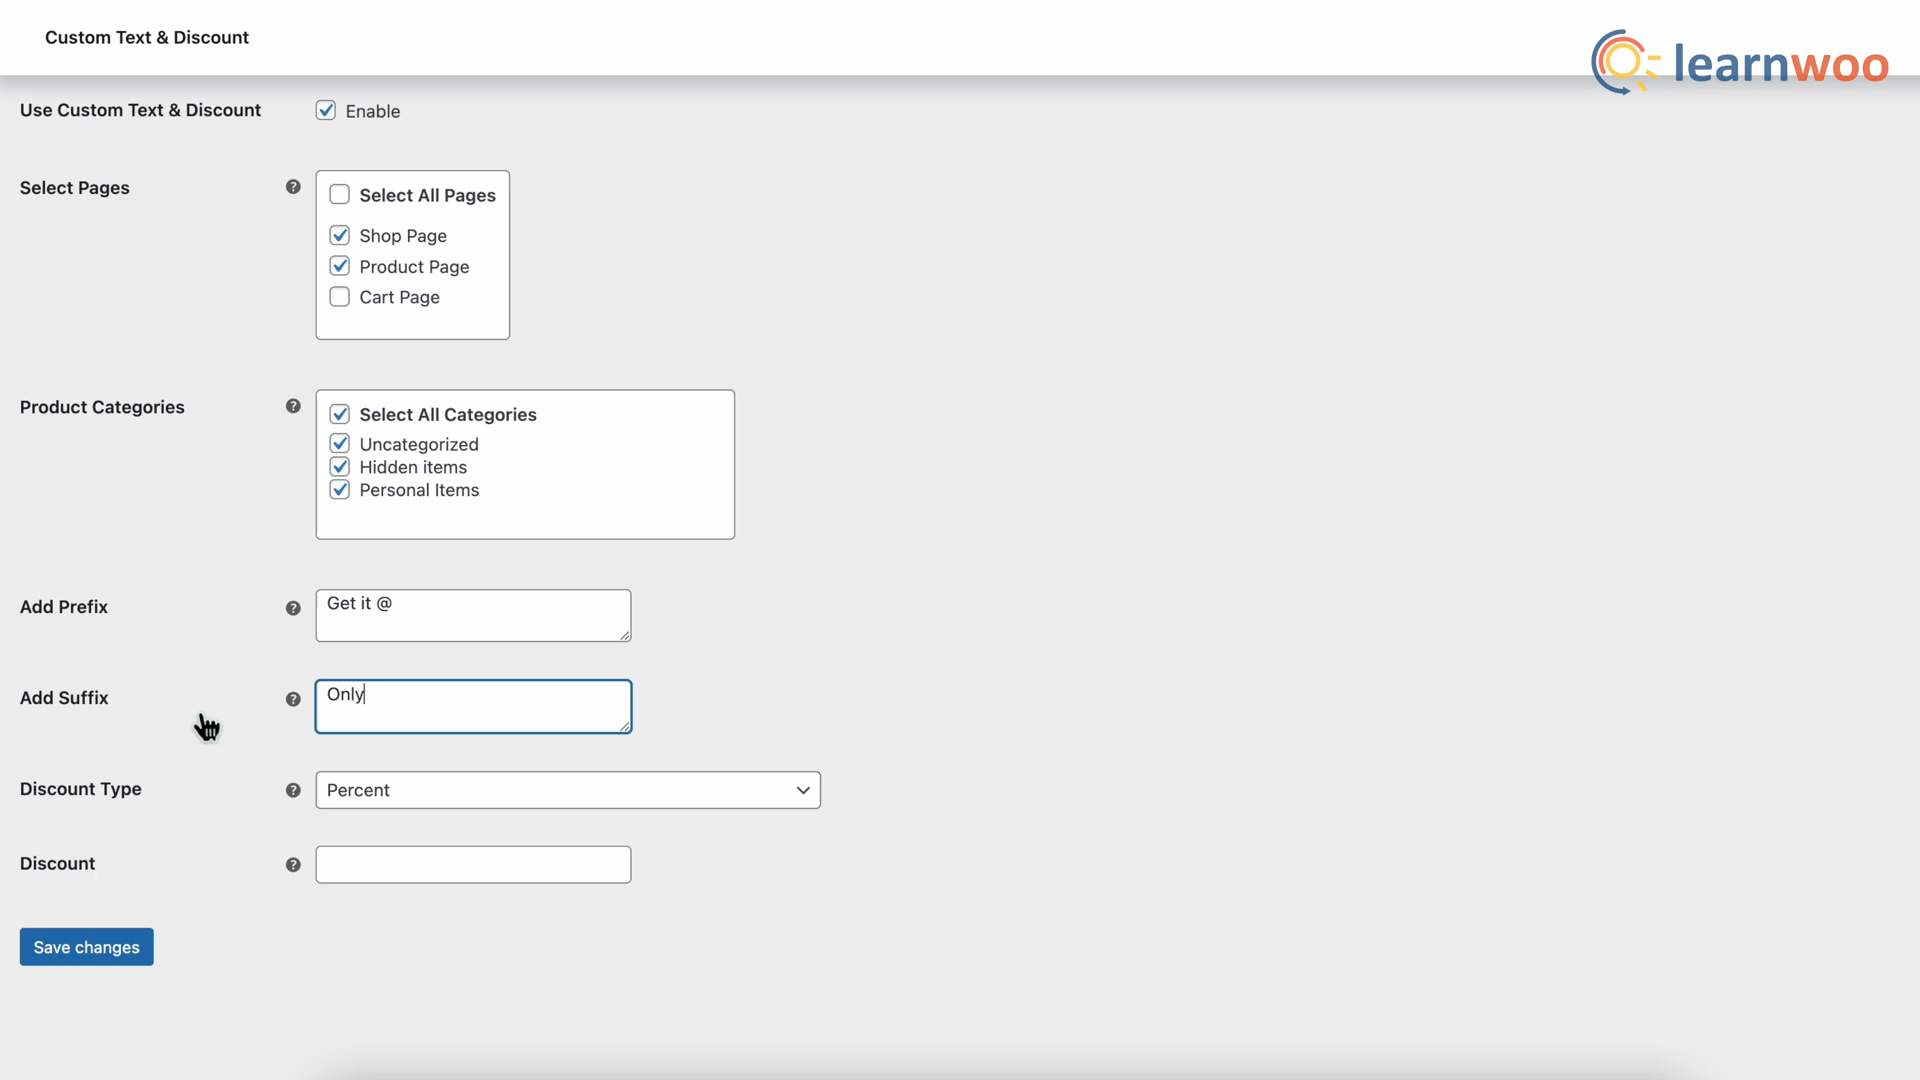 Custom Text & Discount
learnwoo
Use Custom Text & Discount
Enable
Select Pages
?
Select All Pages
Shop Page
Product Page
Cart Page
Product Categories
?
Select All Categories
Uncategorized
Hidden items
Personal Items
Add Prefix
?
Get it @
Add Suffix
?
Only
Discount Type
?
Percent
Discount
?
Save changes